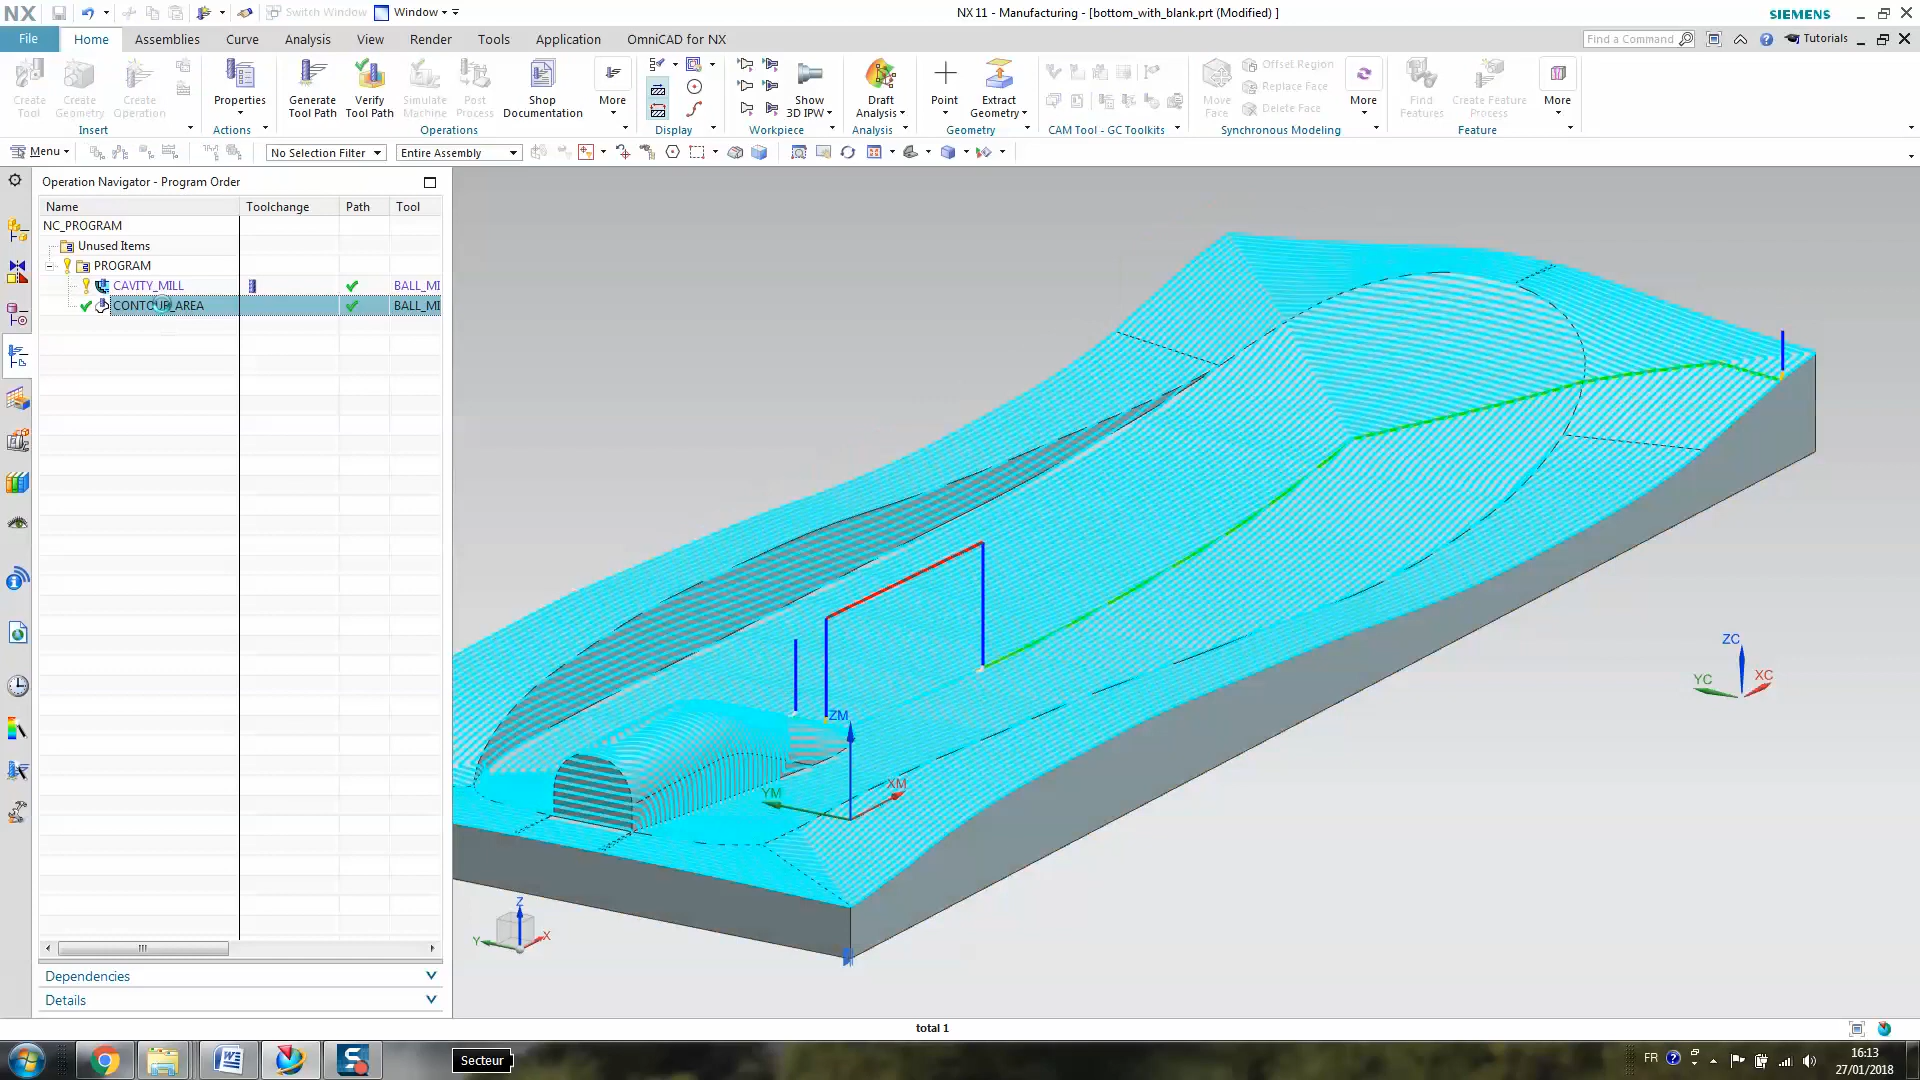 NX
Switch Window
Window
NX 11 - Manufacturing - [bottom_with_blank.prt (Modified) ]
SIEMENS
File
Home
Assemblies
Curve
Analysis
View
Render
Tools
Application
OmniCAD for NX
Find a Command
Tutorials
Create Tool
Create Geometry
Create Operation
Insert
Properties
Actions
Generate Tool Path
Verify Tool Path
Simulate Machine
Post Process
Shop Documentation
More
Operations
Display
Show 3D IPW
Workpiece
Draft Analysis
Analysis
Point
Extract Geometry
Geometry
CAM Tool - GC Toolkits
Move Face
Offset Region
Replace Face
Delete Face
More
Synchronous Modeling
Find Features
Create Feature Process
More
Feature
Menu
No Selection Filter
Entire Assembly
Operation Navigator - Program Order
Name
Toolchange
Path
Tool
NC_PROGRAM
Unused Items
PROGRAM
CAVITY_MILL
BALL_MI
CONTOUR_AREA
BALL_MI
ZC
YC
XC
ZM
YM
XM
Z
Y
X
Dependencies
Details
total 1
Secteur
FR
16:13
27/01/2018